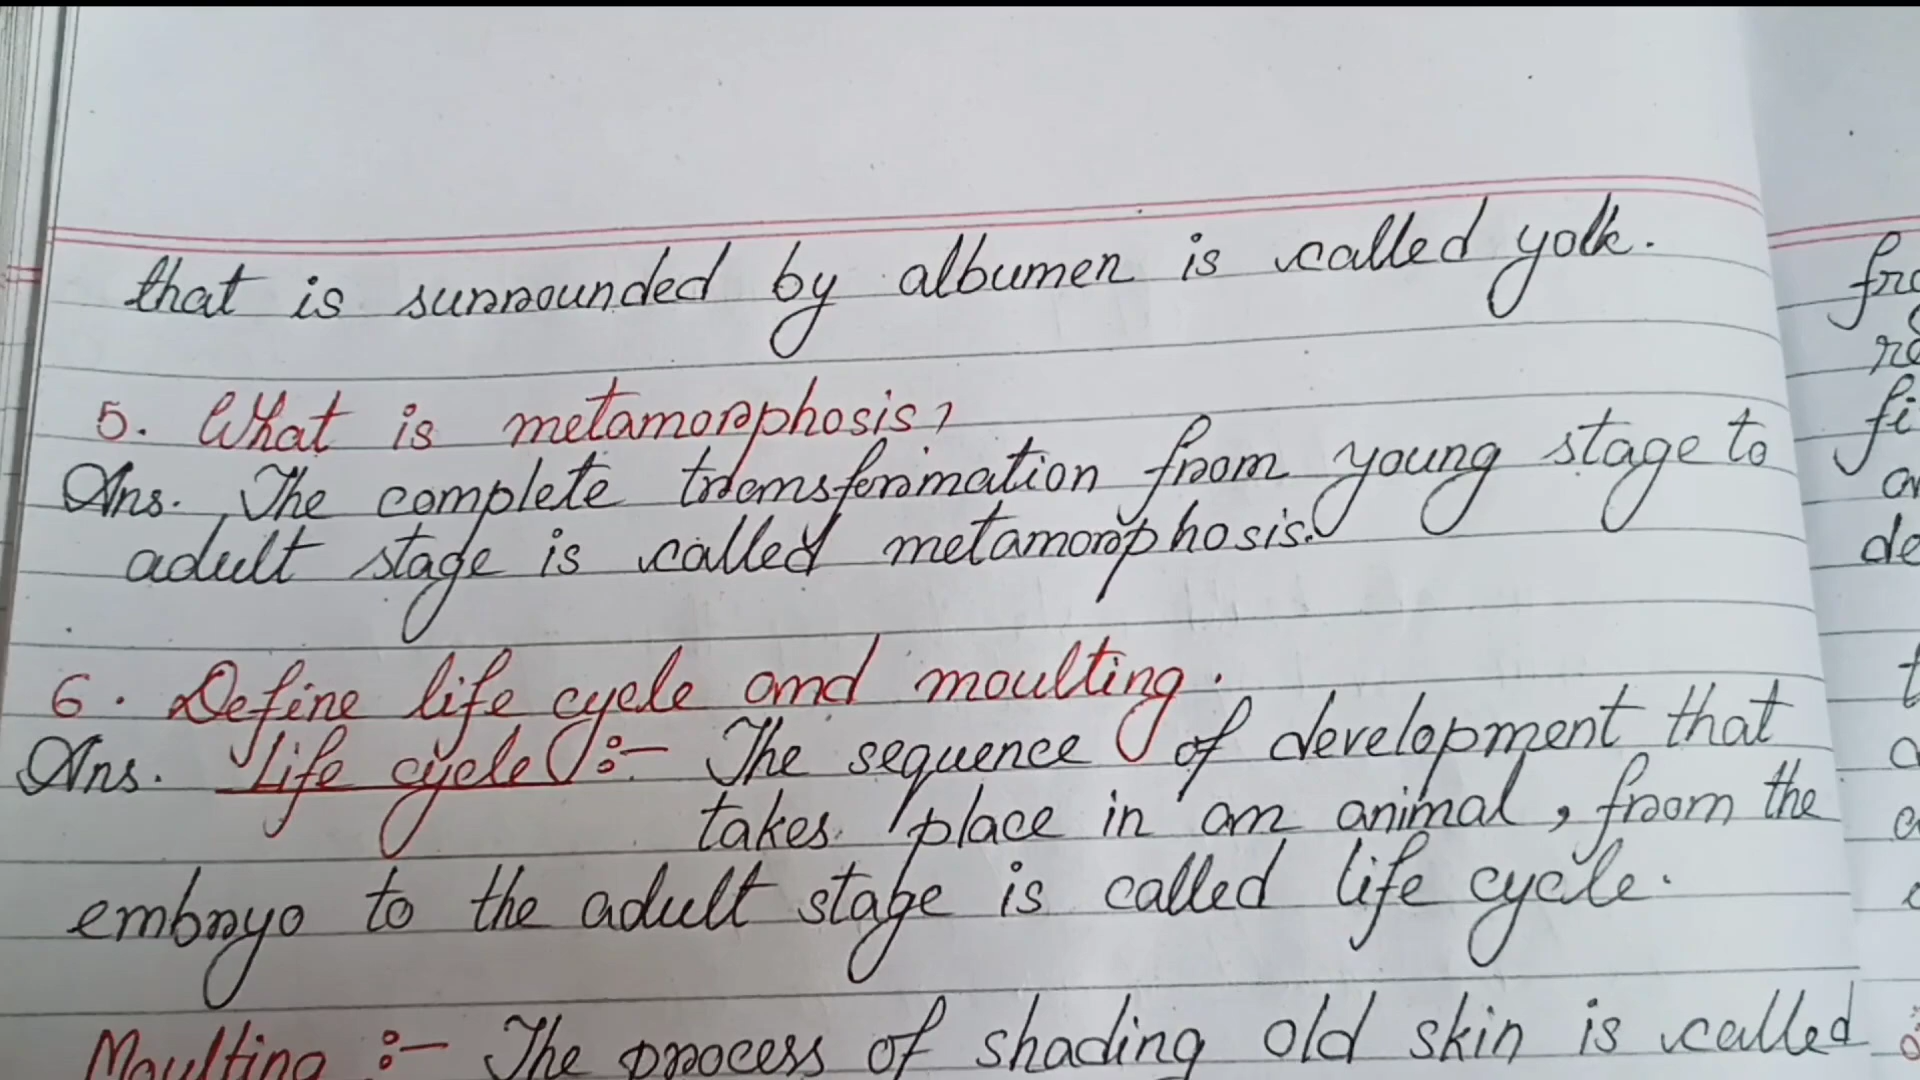 that is surrounded by albumen is called yolk.
5. What is metamorphosis?
Ans. The complete transformation from young stage to
adult stage is called metamorphosis.
6. Define life cycle and moulting.
Ans. Life cycle :- The sequence of development that
takes place in an animal, from the
embryo to the adult stage is called life cycle.
Moulting :- The process of shading old skin is called